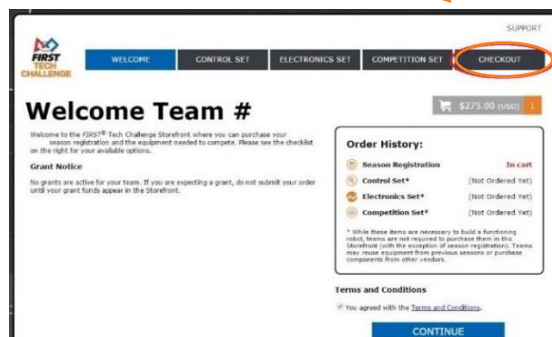 SUPPORT
FIRST
TECH
CHALLENGE
WELCOME
CONTROL SET
ELECTRONICS SET
COMPETITION SET
CHECKOUT
Welcome Team #
$275.00 (USD) 1
Welcome to the FIRST® Tech Challenge Storefront where you can purchase your
season registration and the equipment needed to compete. Please see the checklist
on the right for your available options.
Grant Notice
No grants are active for your team. If you are expecting a grant, do not submit your order
until your grant funds appear in the Storefront.
Order History:
Season Registration In cart
Control Set* (Not Ordered Yet)
Electronics Set* (Not Ordered Yet)
Competition Set* (Not Ordered Yet)
* While these items are necessary to build a functioning
robot, teams are not required to purchase them in this
Storefront (with the exception of season registration). Teams
may reuse equipment from previous seasons or purchase
components from other vendors.
Terms and Conditions
You agreed with the Terms and Conditions.
CONTINUE